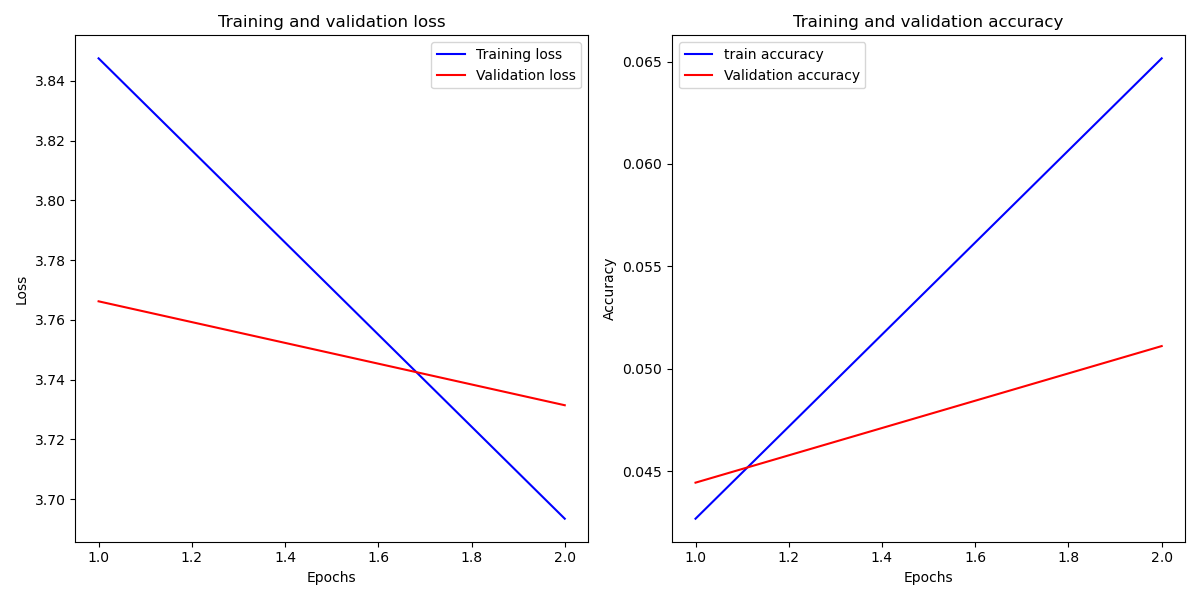 Training and validation loss
Training loss
Validation loss
3.84
3.82
3.80
3.78
3.76
3.74
3.72
3.70
Loss
1.0 1.2 1.4 1.6 1.8 2.0
Epochs
Training and validation accuracy
train accuracy
Validation accuracy
0.065
0.060
0.055
0.050
0.045
Accuracy
1.0 1.2 1.4 1.6 1.8 2.0
Epochs